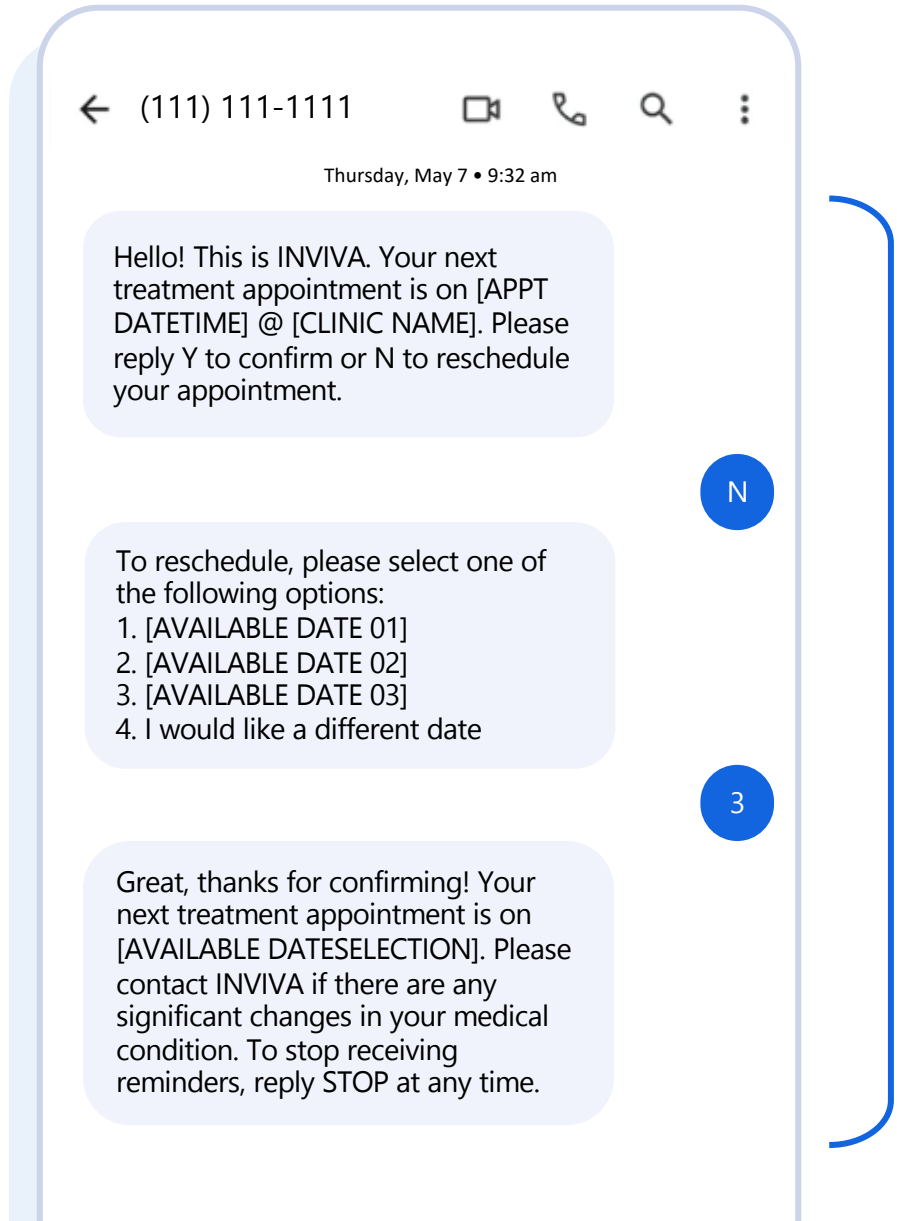 (111) 111-1111
Thursday, May 7 • 9:32 am
Hello! This is INVIVA. Your next
treatment appointment is on [APPT
DATETIME] @ [CLINIC NAME]. Please
reply Y to confirm or N to reschedule
your appointment.
N
To reschedule, please select one of
the following options:
1. [AVAILABLE DATE 01]
2. [AVAILABLE DATE 02]
3. [AVAILABLE DATE 03]
4. I would like a different date
3
Great, thanks for confirming! Your
next treatment appointment is on
[AVAILABLE DATESELECTION]. Please
contact INVIVA if there are any
significant changes in your medical
condition. To stop receiving
reminders, reply STOP at any time.